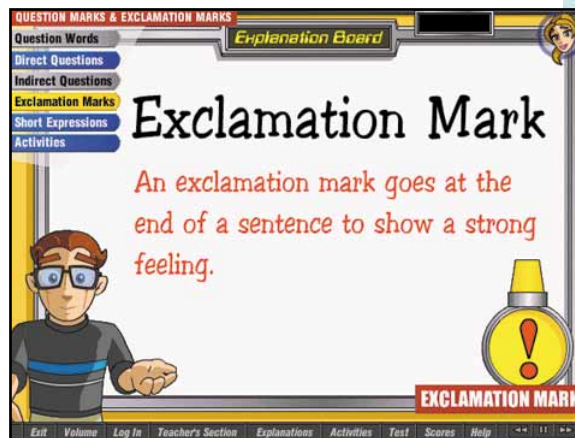 QUESTION MARKS & EXCLAMATION MARKS
Explanation Board
Question Words
Direct Questions
Indirect Questions
Exclamation Marks
Short Expressions
Activities
Exclamation Mark
An exclamation mark goes at the
end of a sentence to show a strong
feeling.
!
EXCLAMATION MARK
Exit Volume Log In Teacher's Section Explanations Activities Test Scores Help